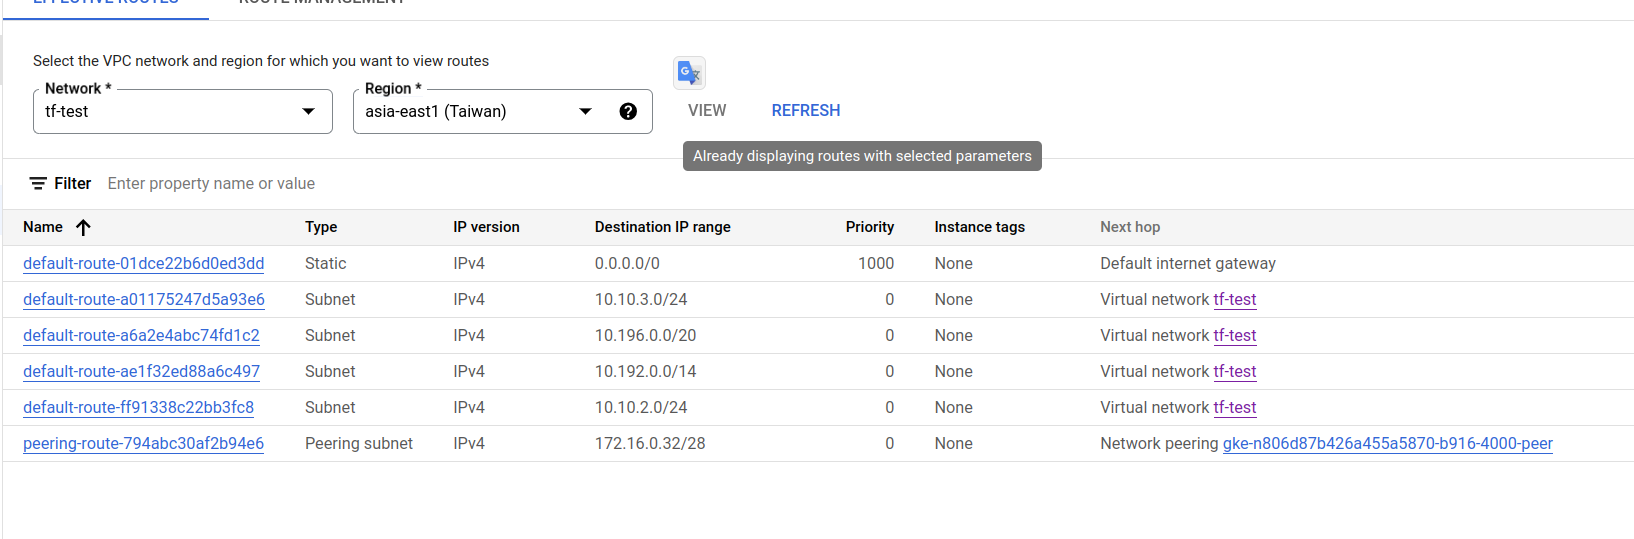 EFFECTIVE ROUTES ROUTE MANAGEMENT
Select the VPC network and region for which you want to view routes
Network * Region *
tf-test asia-east1 (Taiwan) VIEW REFRESH
Already displaying routes with selected parameters
Filter Enter property name or value
Name Type IP version Destination IP range Priority Instance tags Next hop
default-route-01dce22b6d0ed3dd Static IPv4 0.0.0.0/0 1000 None Default internet gateway
default-route-a01175247d5a93e6 Subnet IPv4 10.10.3.0/24 0 None Virtual network tf-test
default-route-a6a2e4abc74fd1c2 Subnet IPv4 10.196.0.0/20 0 None Virtual network tf-test
default-route-ae1f32ed88a6c497 Subnet IPv4 10.192.0.0/14 0 None Virtual network tf-test
default-route-ff91338c22bb3fc8 Subnet IPv4 10.10.2.0/24 0 None Virtual network tf-test
peering-route-794abc30af2b94e6 Peering subnet IPv4 172.16.0.32/28 0 None Network peering gke-n806d87b426a455a5870-b916-4000-peer